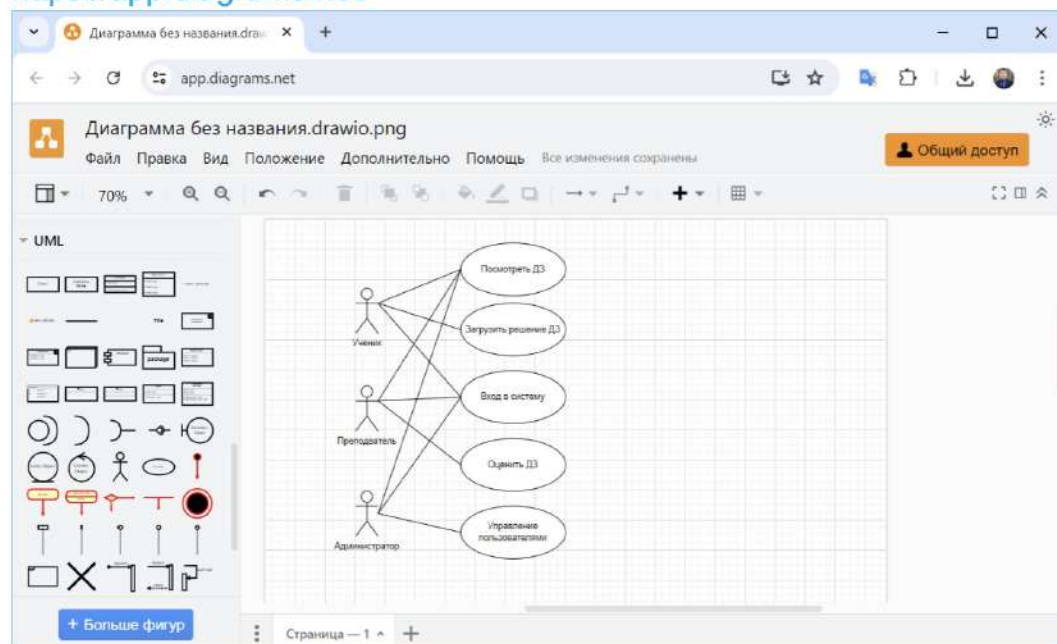 Диаграмма без названия.draw
app.diagrams.net
Диаграмма без названия.drawio.png
Файл Правка Вид Положение Дополнительно Помощь Все изменения сохранены
Общий доступ
70%
UML
package
Посмотреть ДЗ
Загрузить решение ДЗ
Ученик
Вход в систему
Преподватель
Оценить ДЗ
Управление
пользователями
Администратор
+ Больше фигур
Страница — 1